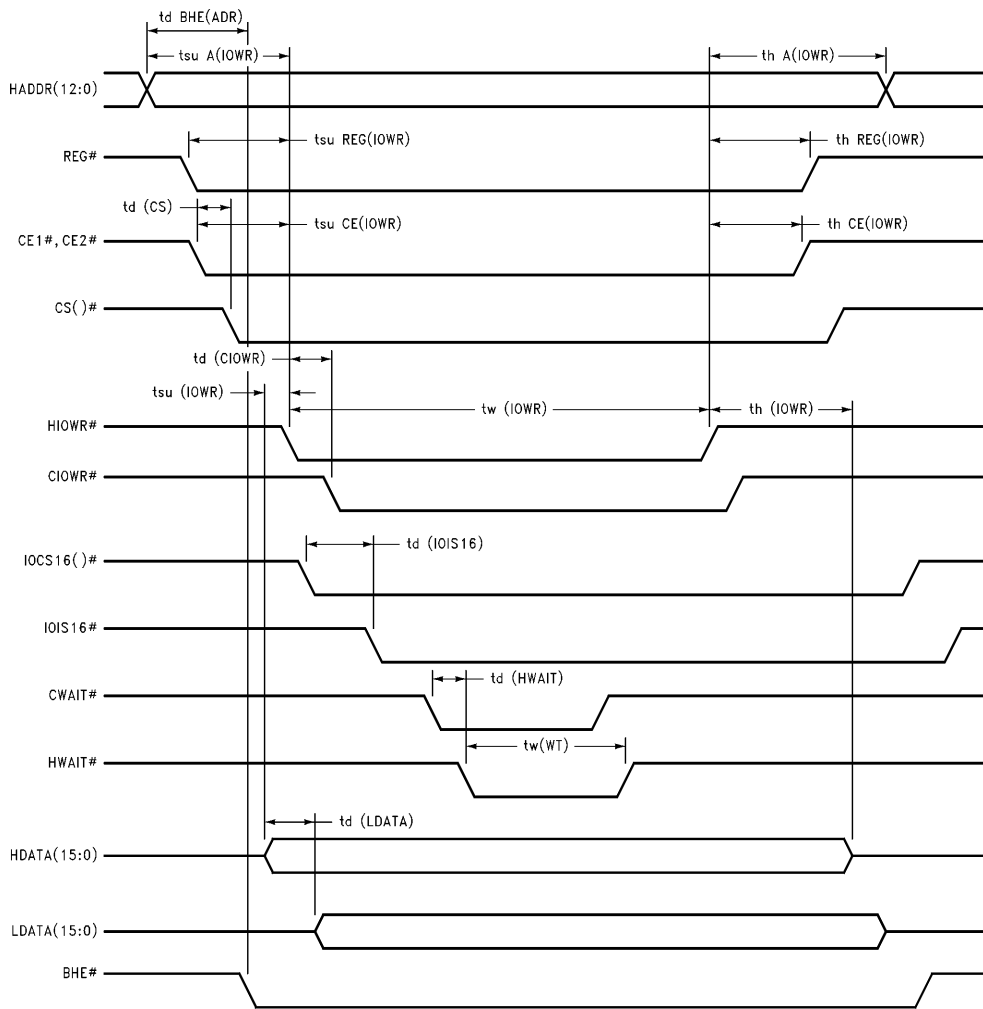 td BHE(ADR)
tsu A(IOWR)
th A(IOWR)
HADDR(12:0)
tsu REG(IOWR)
th REG(IOWR)
REG#
td (CS)
tsu CE(IOWR)
th CE(IOWR)
CE1#,CE2#
CS()#
td (CIOWR)
tsu (IOWR)
tw (IOWR)
th (IOWR)
HIOWR#
CIOWR#
td (IOIS16)
IOCS16()#
IOIS16#
td (HWAIT)
CWAIT#
tw(WT)
HWAIT#
td (LDATA)
HDATA(15:0)
LDATA(15:0)
BHE#